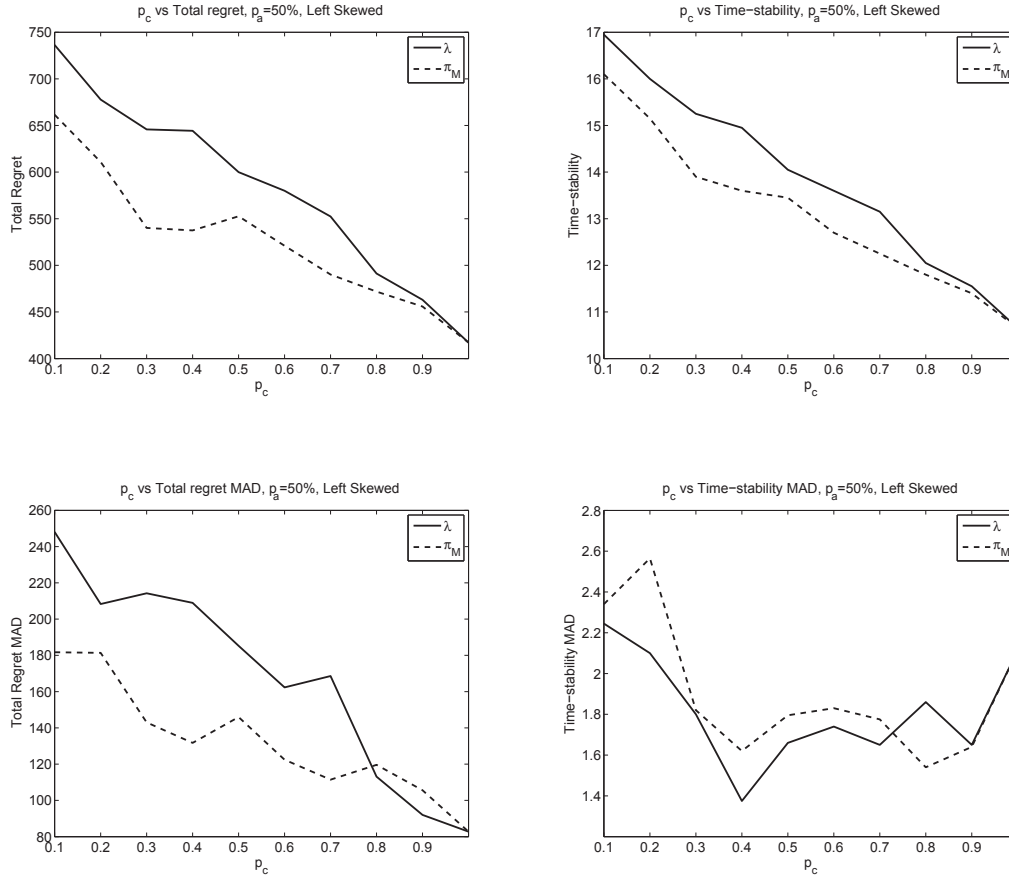 p_c vs Total regret, p_a=50%, Left Skewed
750
700
650
600
550
500
450
400
Total Regret
λ
π_M
0.1 0.2 0.3 0.4 0.5 0.6 0.7 0.8 0.9
p_c
p_c vs Time−stability, p_a=50%, Left Skewed
17
16
15
14
13
12
11
10
Time−stability
λ
π_M
0.1 0.2 0.3 0.4 0.5 0.6 0.7 0.8 0.9
p_c
p_c vs Total regret MAD, p_a=50%, Left Skewed
260
240
220
200
180
160
140
120
100
80
Total Regret MAD
λ
π_M
0.1 0.2 0.3 0.4 0.5 0.6 0.7 0.8 0.9
p_c
p_c vs Time−stability MAD, p_a=50%, Left Skewed
2.8
2.6
2.4
2.2
2
1.8
1.6
1.4
Time−stability MAD
λ
π_M
0.1 0.2 0.3 0.4 0.5 0.6 0.7 0.8 0.9
p_c